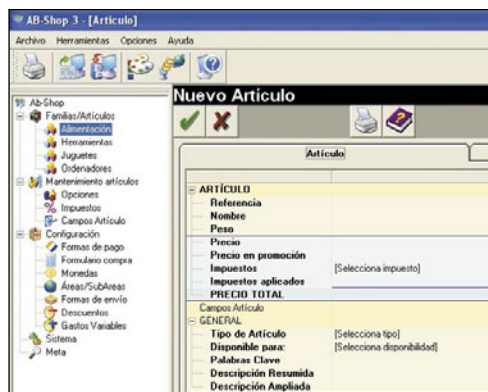 AB-Shop 3 - [Artículo]
Archivo Herramientas Opciones Ayuda
Ab-Shop
Familias/Artículos
Alimentación
Herramientas
Juguetes
Ordenadores
Mantenimiento artículos
Opciones
Impuestos
Campos Artículo
Configuración
Formas de pago
Formulario compra
Monedas
Áreas/SubAreas
Formas de envío
Descuentos
Gastos Variables
Sistema
Meta
Nuevo Artículo
Artículo
ARTÍCULO
Referencia
Nombre
Peso
Precio
Precio en promoción
Impuestos [Selecciona impuesto]
Impuestos aplicados
PRECIO TOTAL
Campos Artículo
GENERAL
Tipo de Artículo [Selecciona tipo]
Disponible para: [Selecciona disponibilidad]
Palabras Clave
Descripción Resumida
Descripción Ampliada